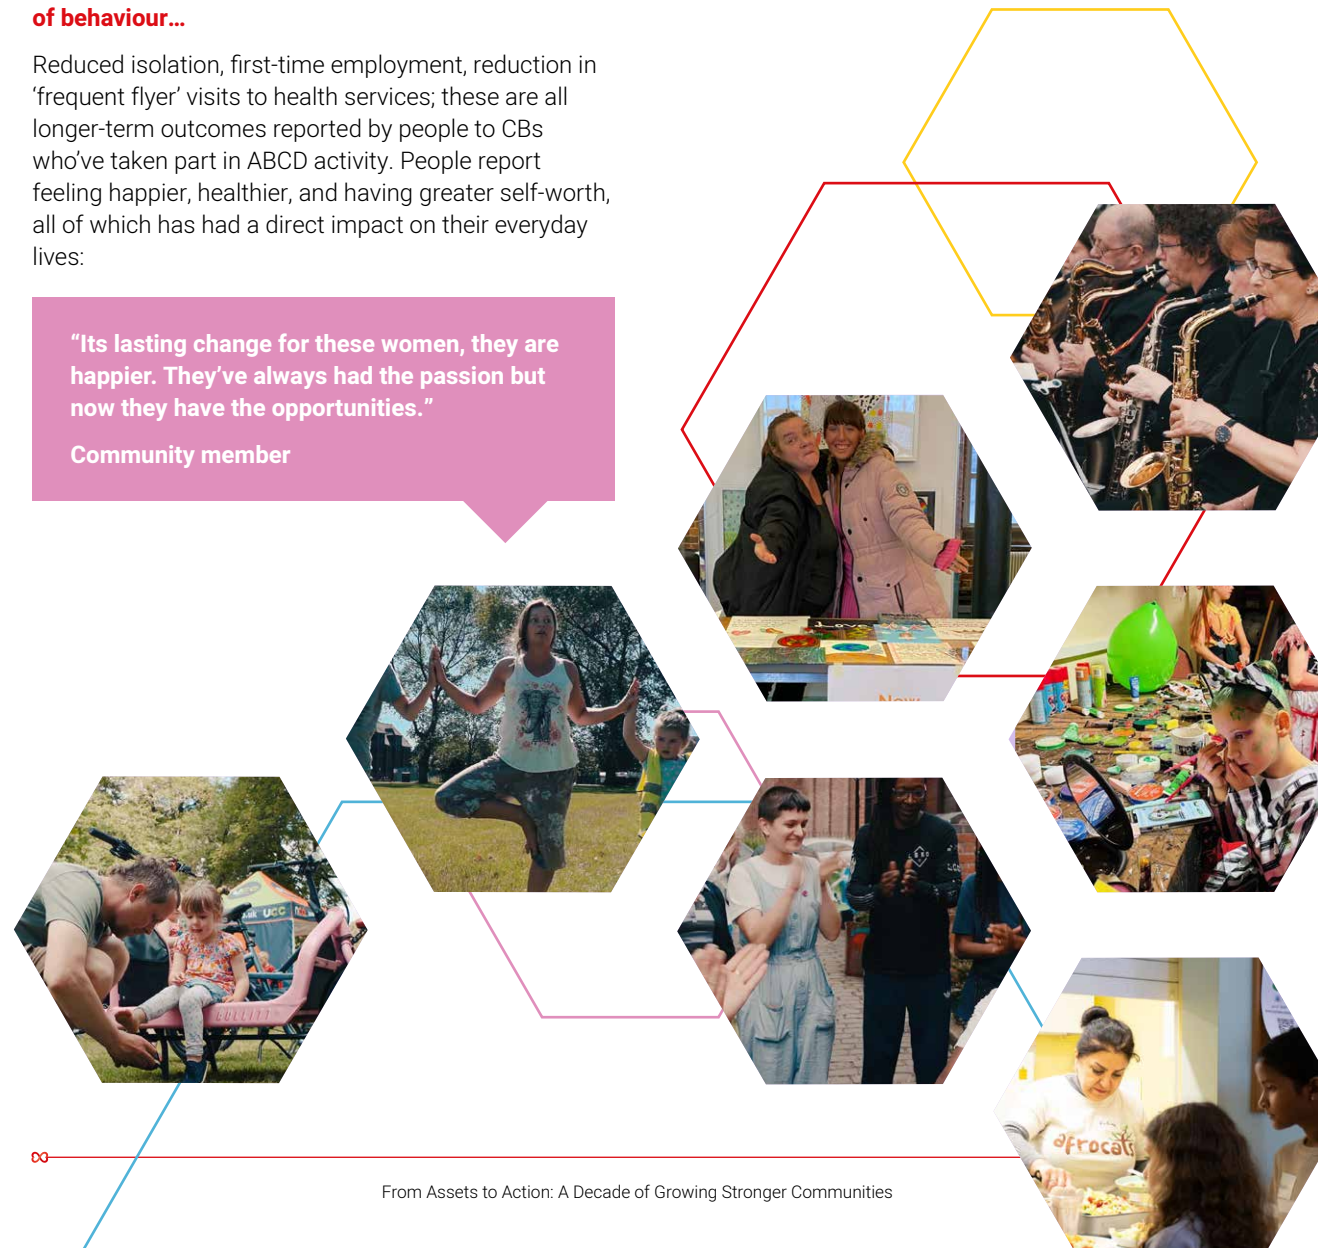 of behaviour...
Reduced isolation, first-time employment, reduction in
‘frequent flyer’ visits to health services; these are all
longer-term outcomes reported by people to CBs
who’ve taken part in ABCD activity. People report
feeling happier, healthier, and having greater self-worth,
all of which has had a direct impact on their everyday
lives:
“Its lasting change for these women, they are
happier. They’ve always had the passion but
now they have the opportunities.”
Community member
Love
UCC
BULLITT
afrocats
From Assets to Action: A Decade of Growing Stronger Communities